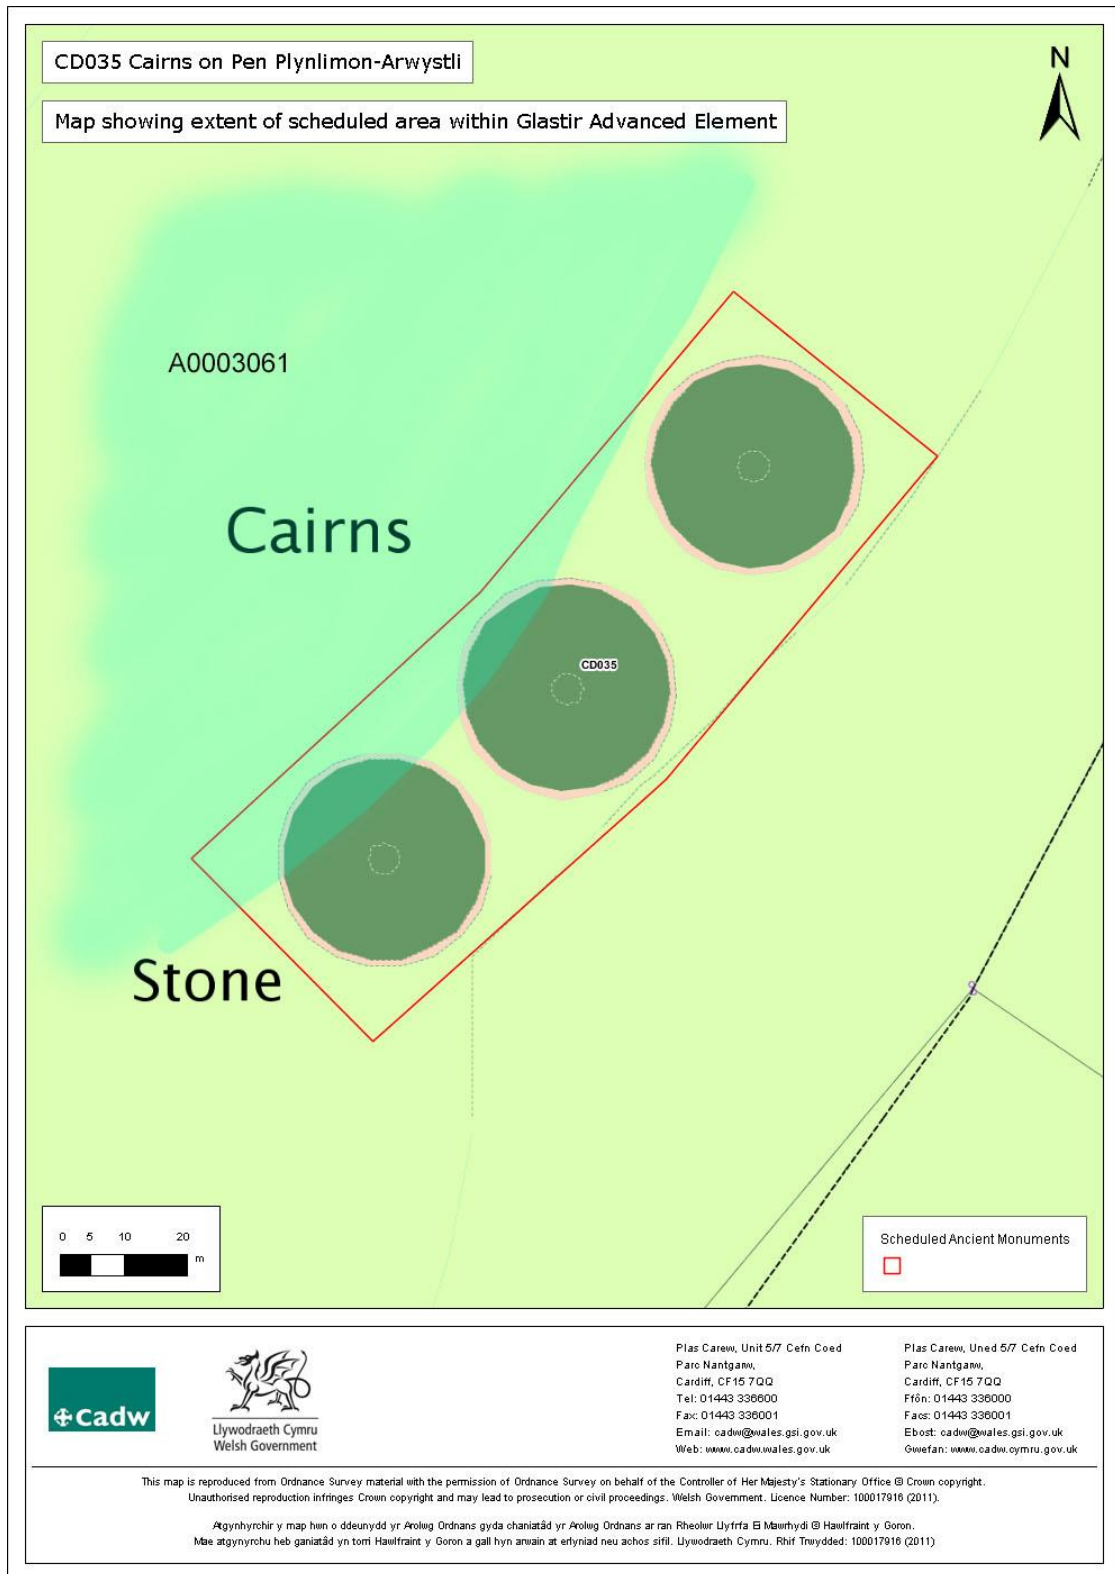 CD035 Cairns on Pen Plynlimon-Arwystli
N
Map showing extent of scheduled area within Glastir Advanced Element
A0003061
Cairns
CD035
Stone
0 5 10 20
m
Scheduled Ancient Monuments
Cadw
Llywodraeth Cymru
Welsh Government
Plas Carew, Unit 5/7 Cefn Coed
Parc Nantgarw,
Cardiff, CF15 7QQ
Tel: 01443 336600
Fax: 01443 336001
Email: cadw@wales.gsi.gov.uk
Web: www.cadw.wales.gov.uk
Plas Carew, Uned 5/7 Cefn Coed
Parc Nantgarw,
Cardiff, CF15 7QQ
Ffôn: 01443 336000
Facs: 01443 336001
Ebost: cadw@wales.gsi.gov.uk
Gwefan: www.cadw.cymru.gov.uk
This map is reproduced from Ordnance Survey material with the permission of Ordnance Survey on behalf of the Controller of Her Majesty's Stationary Office © Crown copyright.
Unauthorised reproduction infringes Crown copyright and may lead to prosecution or civil proceedings. Welsh Government. Licence Number: 100017916 (2011).
Atgynhyrchir y map hwn o ddeunydd yr Arolwg Ordnans gyda chaniatâd yr Arolwg Ordnans ar ran Rheolwr Llyfrfa Ei Mawrhydi © Hawlfraint y Goron.
Mae atgynyrchu heb ganiatâd yn torri Hawlfraint y Goron a gall hyn arwain at erlyniad neu achos sifil. Llywodraeth Cymru. Rhif Trwydded: 100017916 (2011)